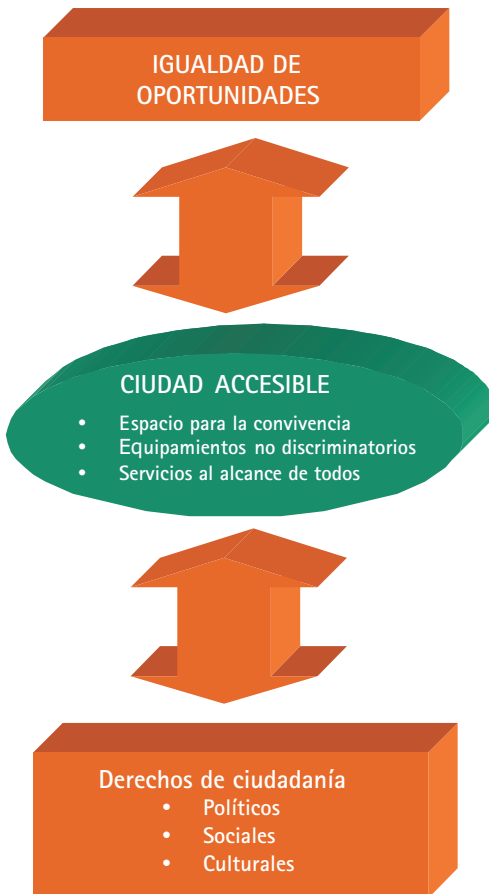 IGUALDAD DE
OPORTUNIDADES
CIUDAD ACCESIBLE
• Espacio para la convivencia
• Equipamientos no discriminatorios
• Servicios al alcance de todos
Derechos de ciudadanía
• Políticos
• Sociales
• Culturales